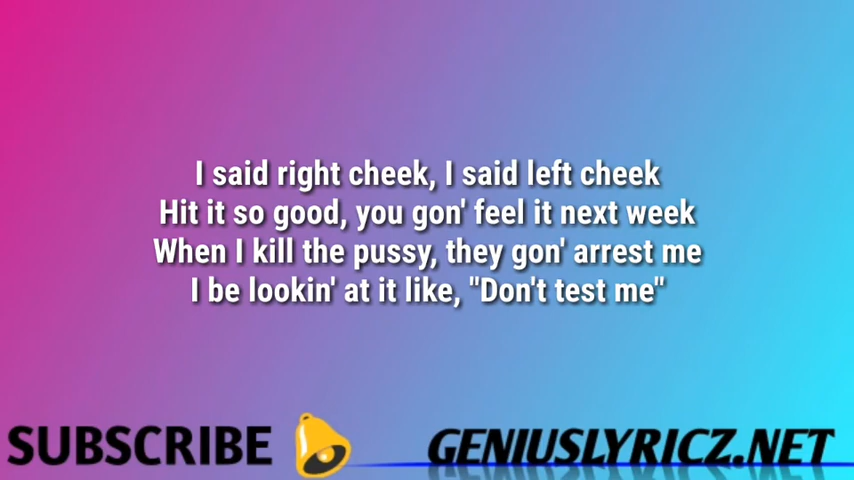 I said right cheek, I said left cheek
Hit it so good, you gon' feel it next week
When I kill the pussy, they gon' arrest me
I be lookin' at it like, "Don't test me"
SUBSCRIBE
GENIUSLYRICZ.NET